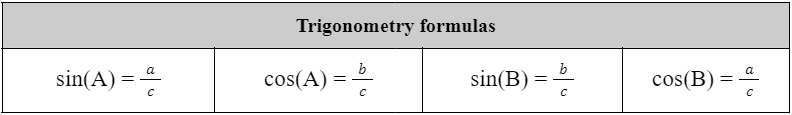 Trigonometry formulas
sin(A) = a/c cos(A) = b/c sin(B) = b/c cos(B) = a/c